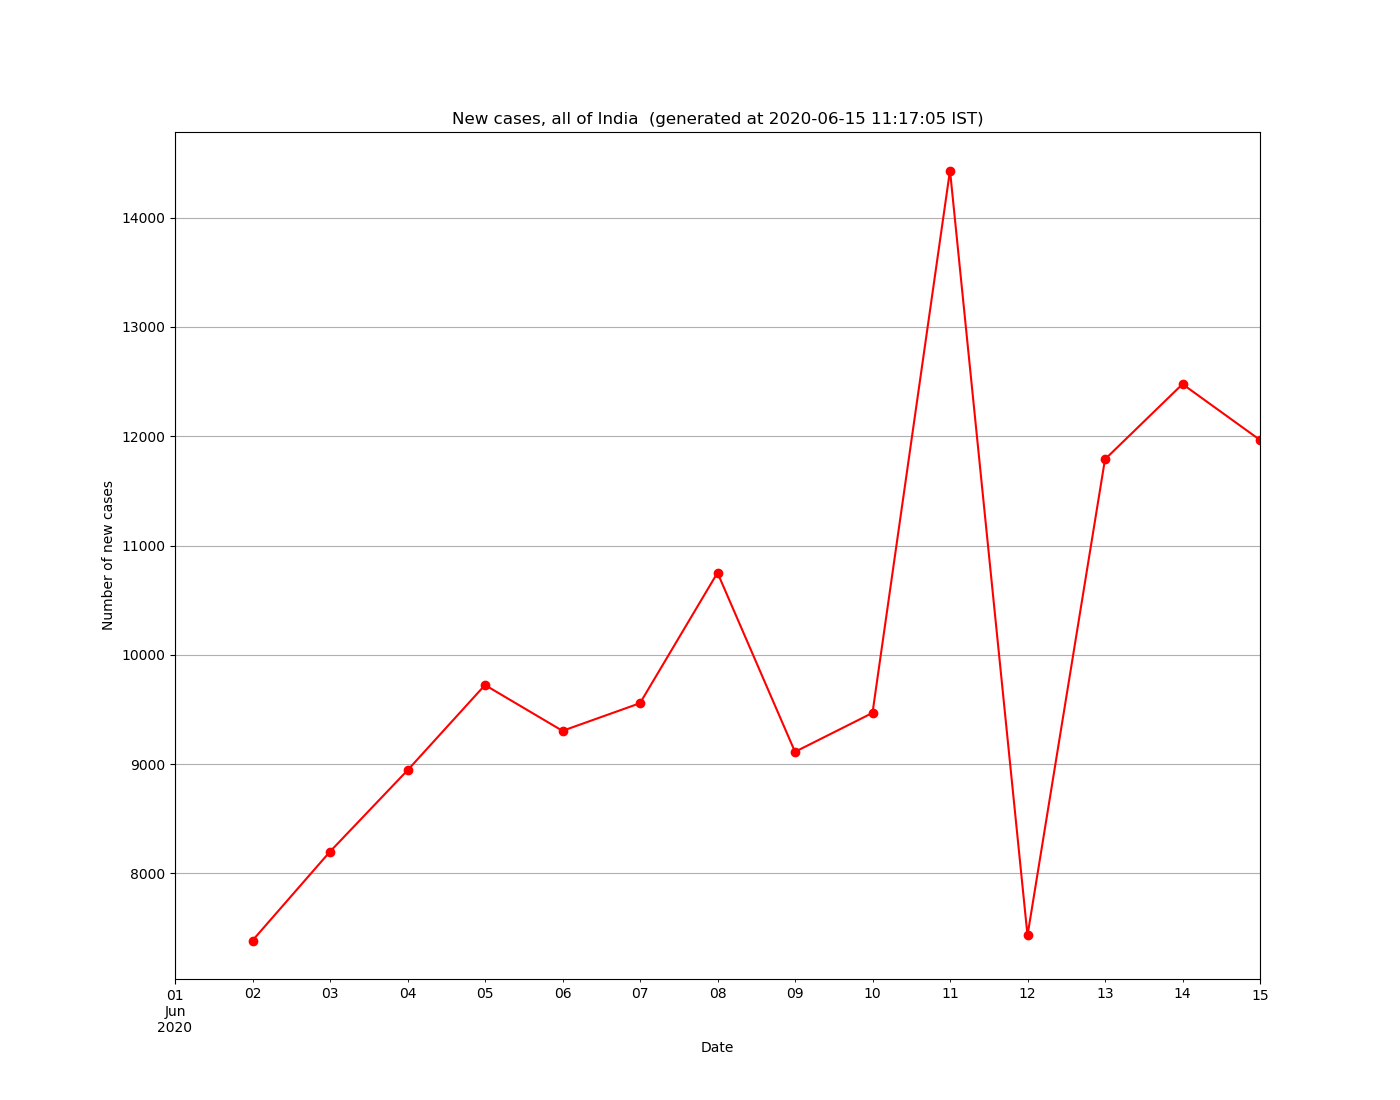 New cases, all of India  (generated at 2020-06-15 11:17:05 IST)
14000
13000
12000
11000
10000
9000
8000
Number of new cases
01 02 03 04 05 06 07 08 09 10 11 12 13 14 15
Jun
2020
Date